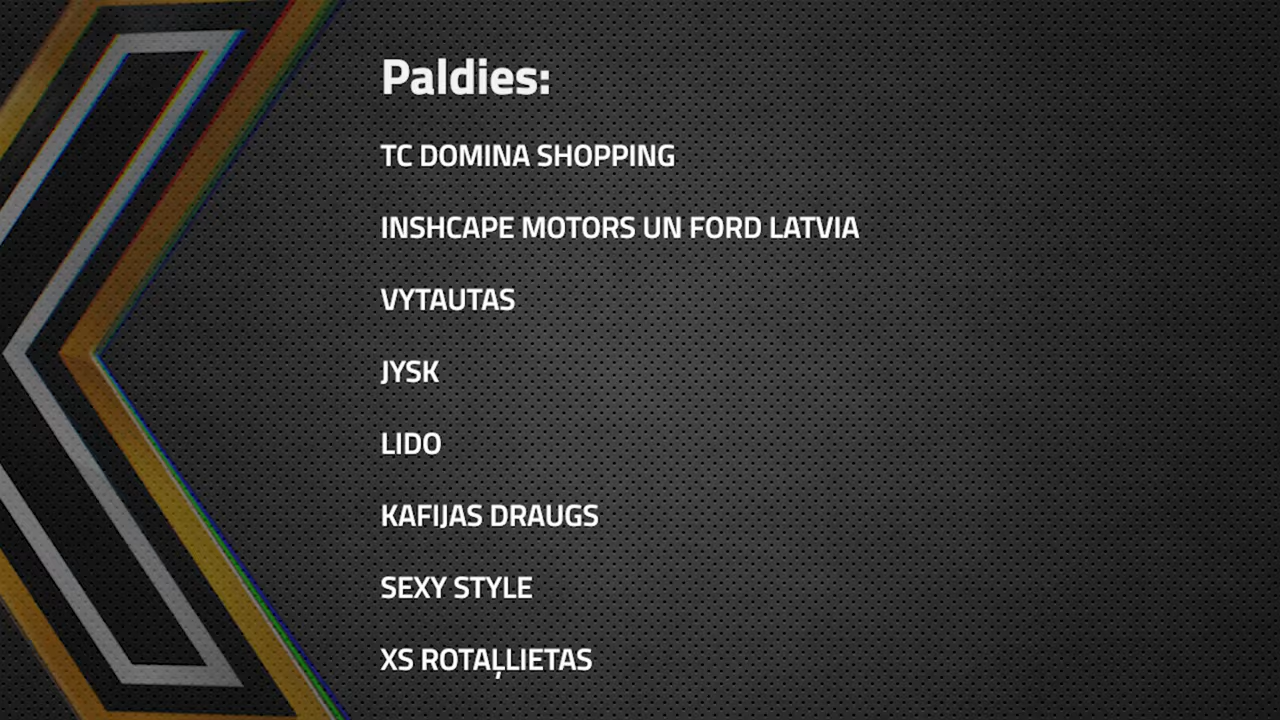 Paldies:
TC DOMINA SHOPPING
INSHCAPE MOTORS UN FORD LATVIA
VYTAUTAS
JYSK
LIDO
KAFIJAS DRAUGS
SEXY STYLE
XS ROTAĻLIETAS